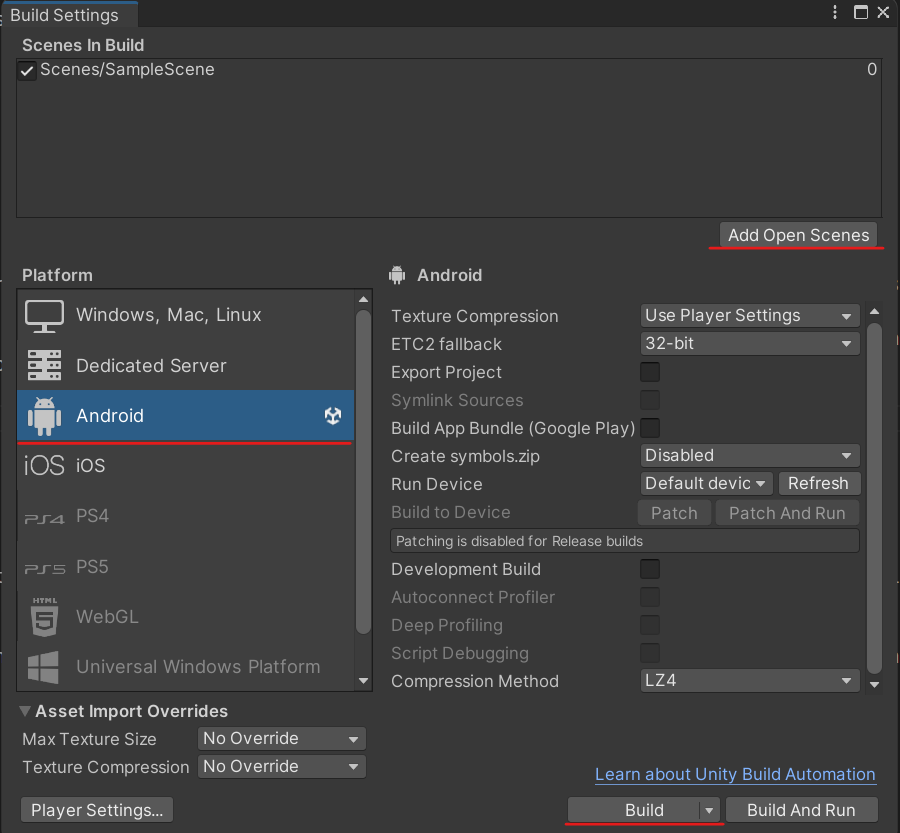 Build Settings
Scenes In Build
Scenes/SampleScene 0
Add Open Scenes
Platform
Windows, Mac, Linux
Dedicated Server
Android
iOS iOS
PS4 PS4
PS5 PS5
HTML
5 WebGL
Universal Windows Platform
Android
Texture Compression Use Player Settings
ETC2 fallback 32-bit
Export Project
Symlink Sources
Build App Bundle (Google Play)
Create symbols.zip Disabled
Run Device Default devic Refresh
Build to Device Patch Patch And Run
Patching is disabled for Release builds
Development Build
Autoconnect Profiler
Deep Profiling
Script Debugging
Compression Method LZ4
Asset Import Overrides
Max Texture Size No Override
Texture Compression No Override
Learn about Unity Build Automation
Player Settings... Build Build And Run